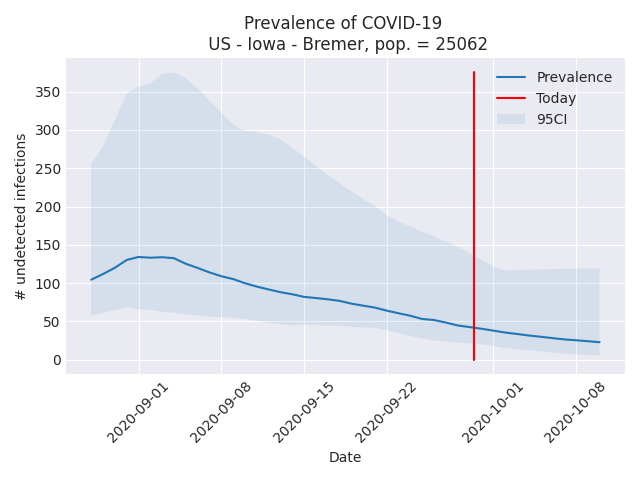 Prevalence of COVID-19
US - Iowa - Bremer, pop. = 25062
Prevalence
Today
95CI
350
300
250
200
150
100
50
0
# undetected infections
2020-09-01
2020-09-08
2020-09-15
2020-09-22
2020-10-01
2020-10-08
Date